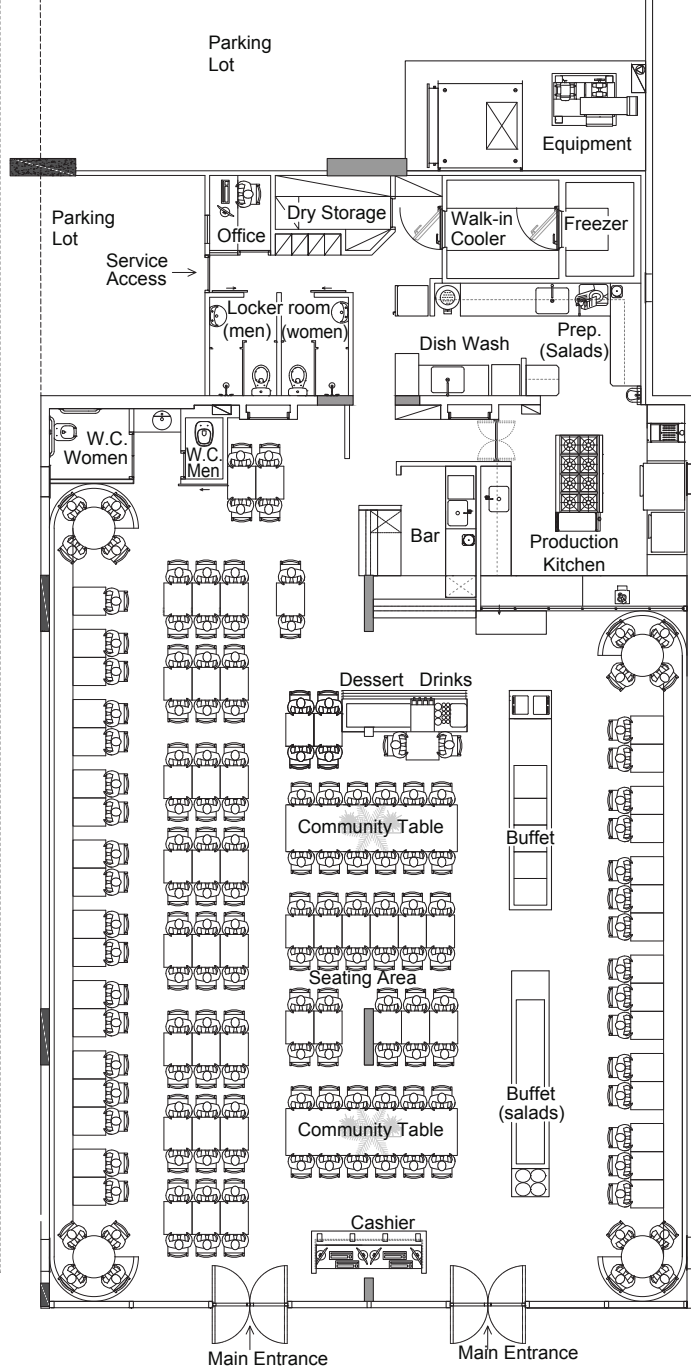 Parking
Lot
Equipment
Parking
Lot
Office
Dry Storage
Walk-in
Cooler
Freezer
Service
Access
Locker room
(men)
(women)
Dish Wash
Prep.
(Salads)
W.C.
Women
W.C.
Men
Bar
Production
Kitchen
Dessert
Drinks
Community Table
Buffet
Seating Area
Community Table
Buffet
(salads)
Cashier
Main Entrance
Main Entrance